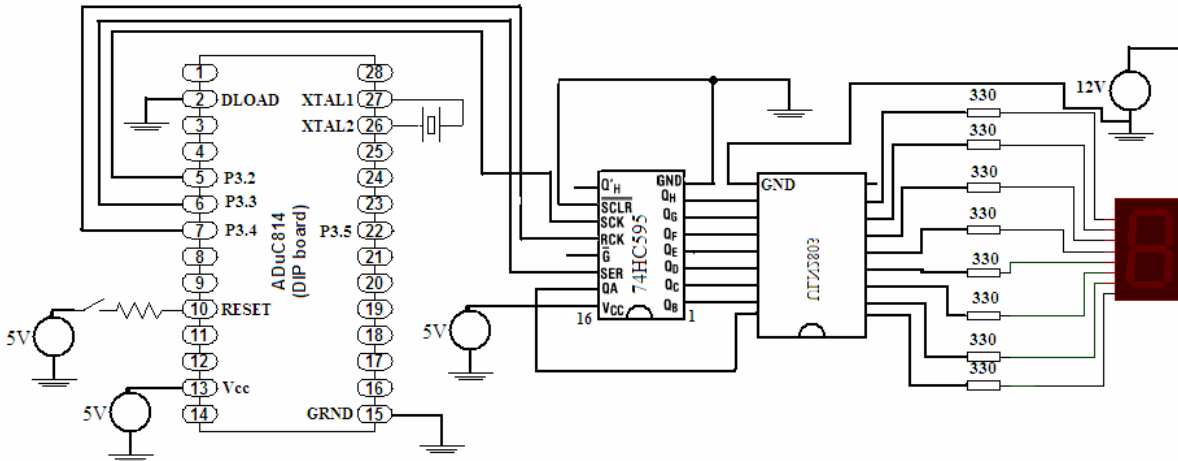 1
2 DLOAD
3
4
5 P3.2
6 P3.3
7 P3.4
8
9
10 RESET
11
12
13 Vcc
14
ADuC814
(DIP board)
28
XTAL1 27
XTAL2 26
25
24
23
P3.5 22
21
20
19
18
17
16
GRND 15
5V
5V
5V
Q'H
SCLR
SCK
RCK
G
SER
QA
VCC
16
74HC595
GND
QH
QG
QF
QE
QD
QC
QB
1
GND
ULN2803
12V
330
330
330
330
330
330
330
330
8